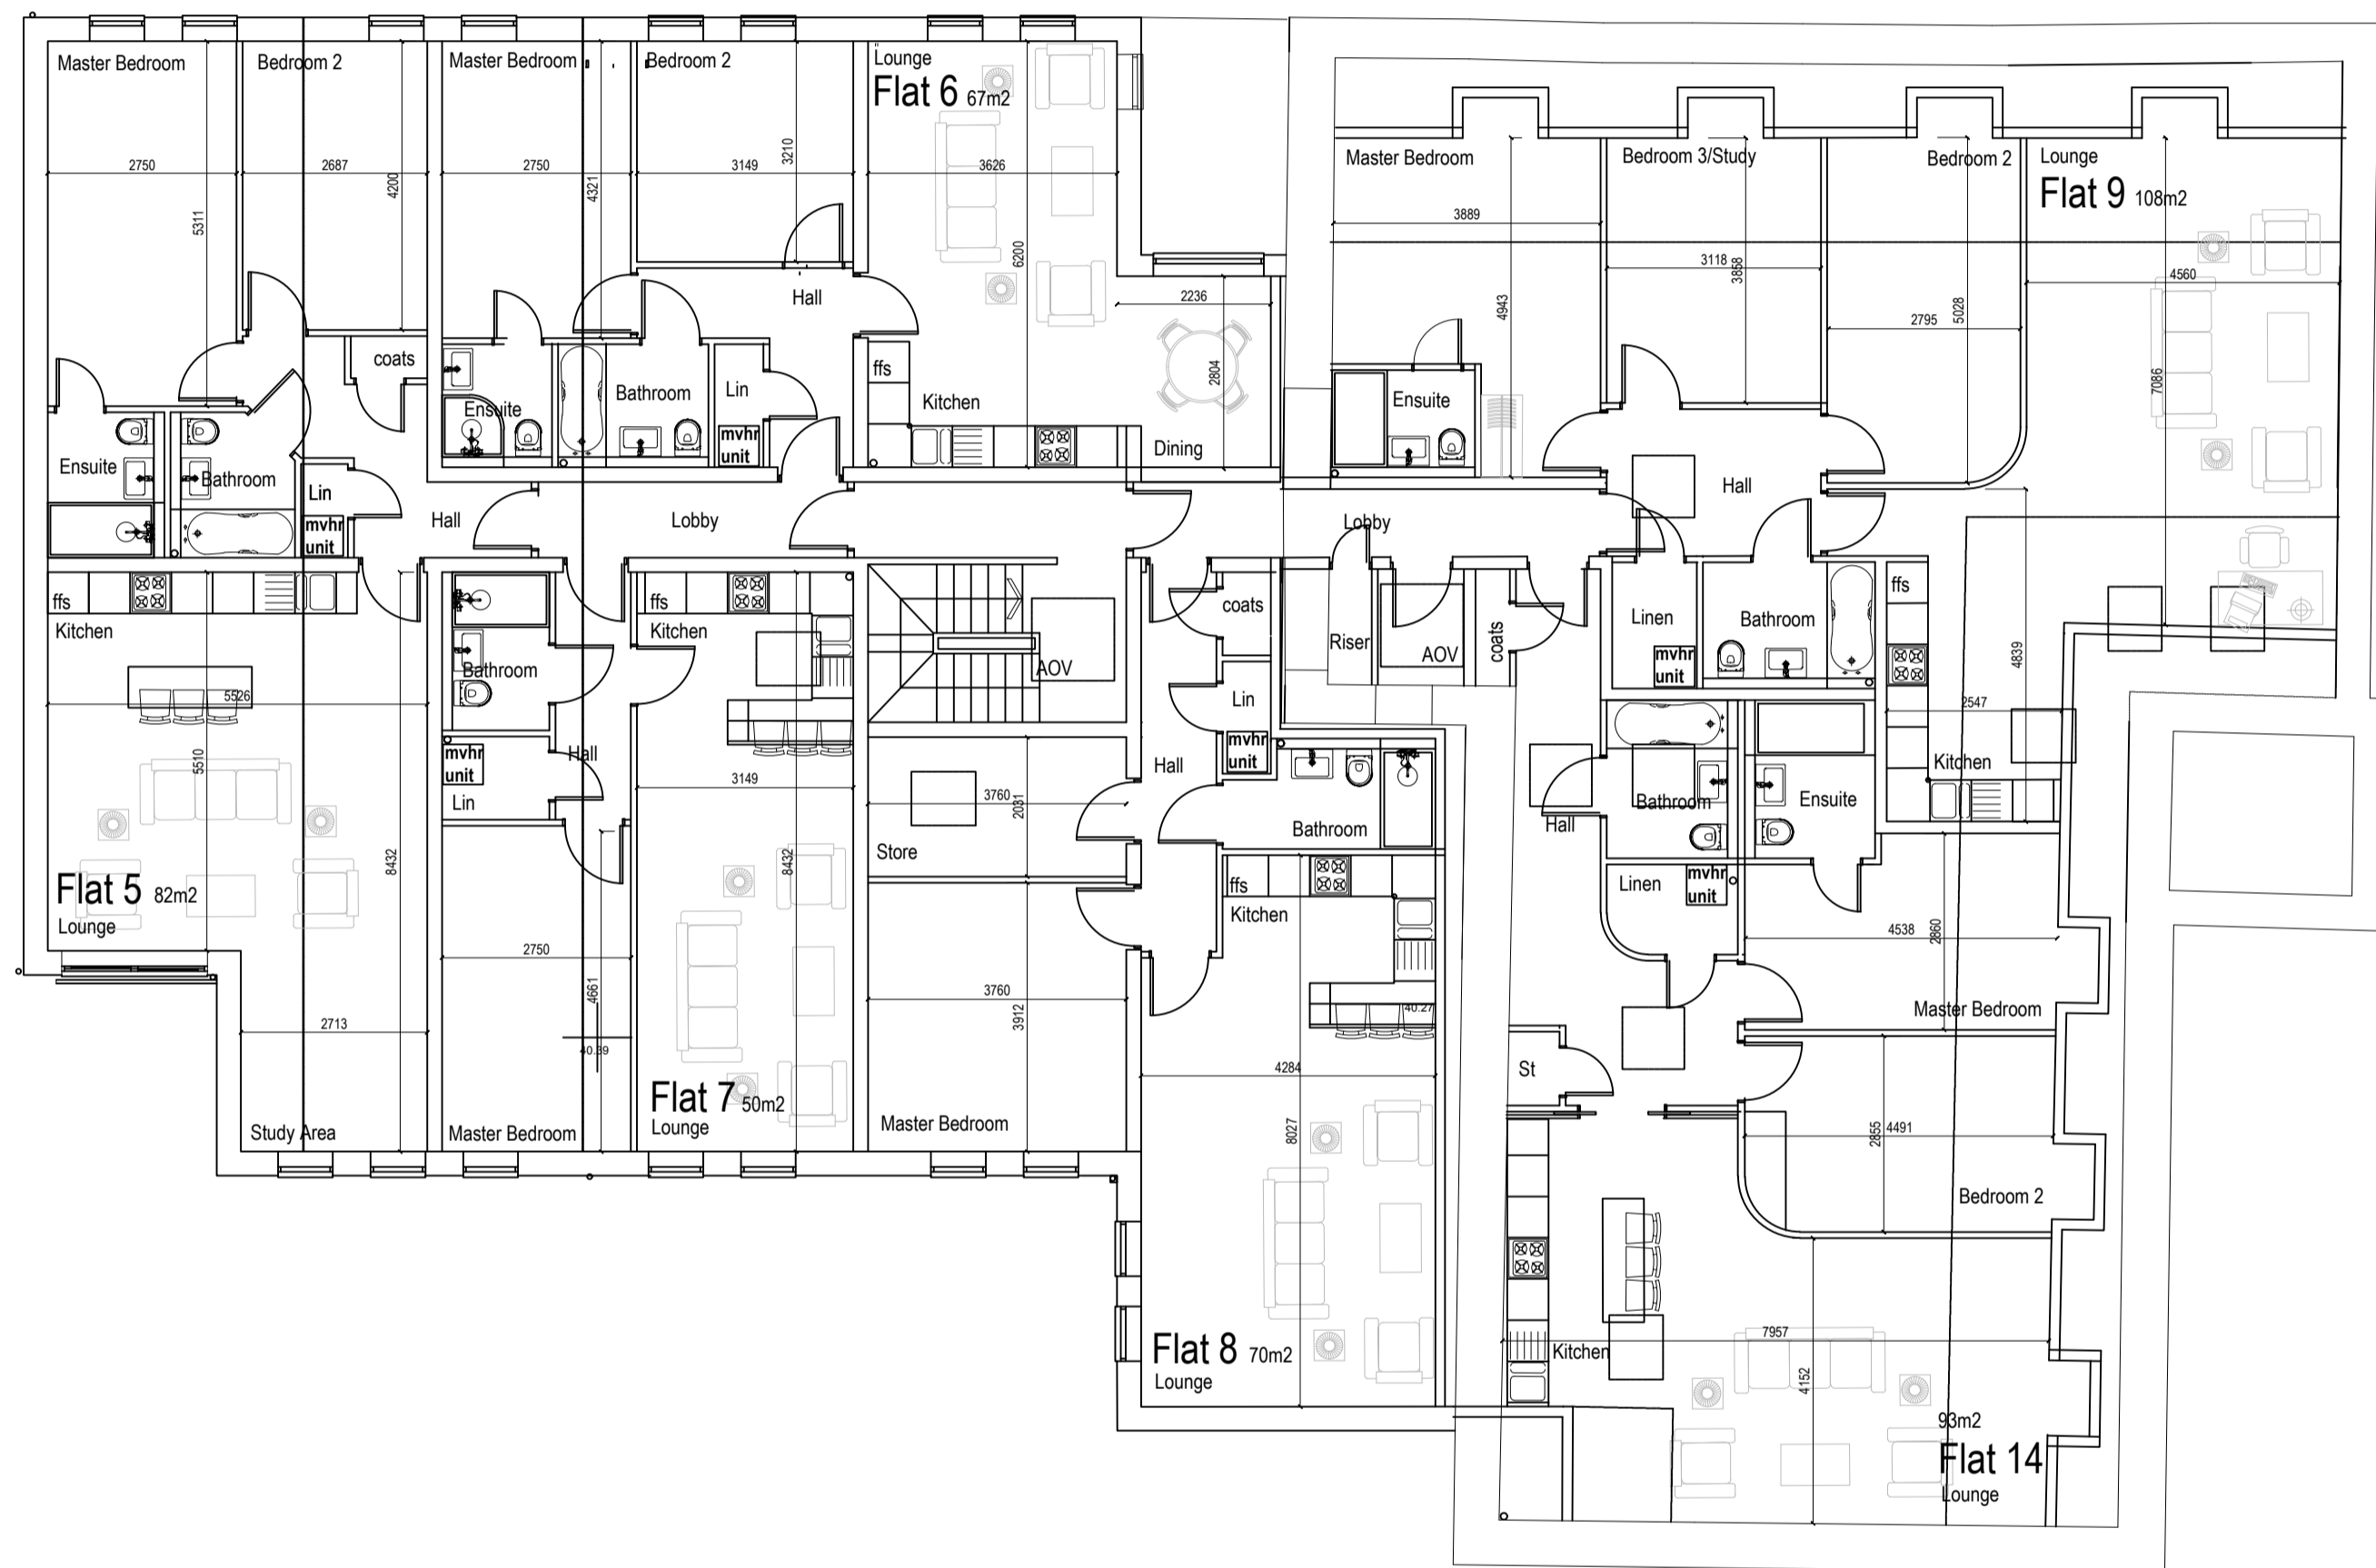 Master Bedroom
2750
5311
Bedroom 2
2687
4200
coats
Ensuite
Bathroom
Lin
mvhr
unit
Hall
ffs
Kitchen
5526
5510
8432
Flat 5 82m2
Lounge
2713
Study Area
Master Bedroom
2750
4321
Bedroom 2
3149
3210
Hall
Ensuite
Bathroom
Lin
mvhr
unit
Lounge
Flat 6 67m2
3626
6200
2236
2804
ffs
Kitchen
Dining
Lobby
Bathroom
mvhr
unit
Lin
Hall
2750
4661
40.39
Master Bedroom
ffs
Kitchen
3149
8432
Flat 7 50m2
Lounge
AOV
3760
2031
Store
3760
3912
Master Bedroom
coats
Lin
mvhr
unit
Hall
Bathroom
ffs
Kitchen
40.27
4284
8027
Flat 8 70m2
Lounge
Lobby
Riser
AOV
coats
Master Bedroom
3889
4943
Ensuite
Bedroom 3/Study
3118
3858
Bedroom 2
2795
5028
Lounge
Flat 9 108m2
4560
7086
Hall
Linen
mvhr
unit
Bathroom
ffs
4839
2547
Kitchen
Hall
Bathroom
Ensuite
Linen
mvhr
unit
4538
2860
Master Bedroom
St
2855
4491
Bedroom 2
Kitchen
7957
4152
93m2
Flat 14
Lounge